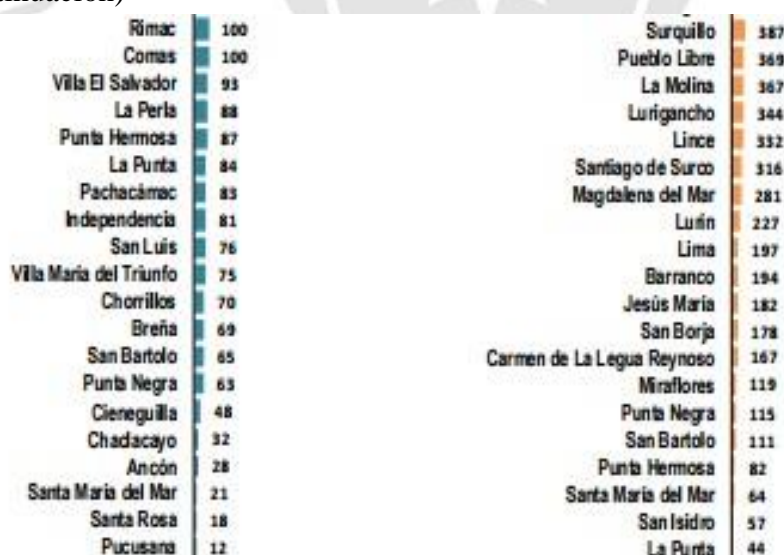 Rimac 100
Comas 100
Villa El Salvador 93
La Perla 88
Punta Hermosa 87
La Punta 84
Pachacámac 83
Independencia 81
San Luis 76
Villa Maria del Triunfo 75
Chorrillos 70
Breña 69
San Bartolo 65
Punta Negra 63
Cieneguilla 48
Chaclacayo 32
Ancón 28
Santa Maria del Mar 21
Santa Rosa 18
Pucusana 12
Surquillo 387
Pueblo Libre 369
La Molina 367
Lurigancho 344
Lince 332
Santiago de Surco 316
Magdalena del Mar 281
Lurin 227
Lima 197
Barranco 194
Jesús Maria 182
San Borja 178
Carmen de La Legua Reynoso 167
Miraflores 119
Punta Negra 115
San Bartolo 111
Punta Hermosa 82
Santa Maria del Mar 64
San Isidro 57
La Punta 44